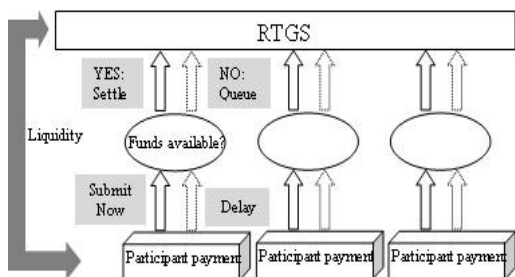 RTGS
YES:
Settle
NO:
Queue
Liquidity
Funds available?
Submit
Now
Delay
Participant payment
Participant payment
Participant payment